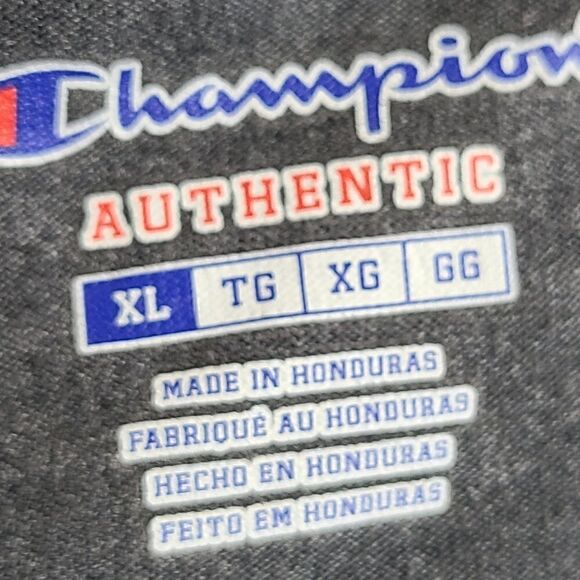 Champion
AUTHENTIC
XL TG XG GG
MADE IN HONDURAS
FABRIQUÉ AU HONDURAS
HECHO EN HONDURAS
FEITO EM HONDURAS